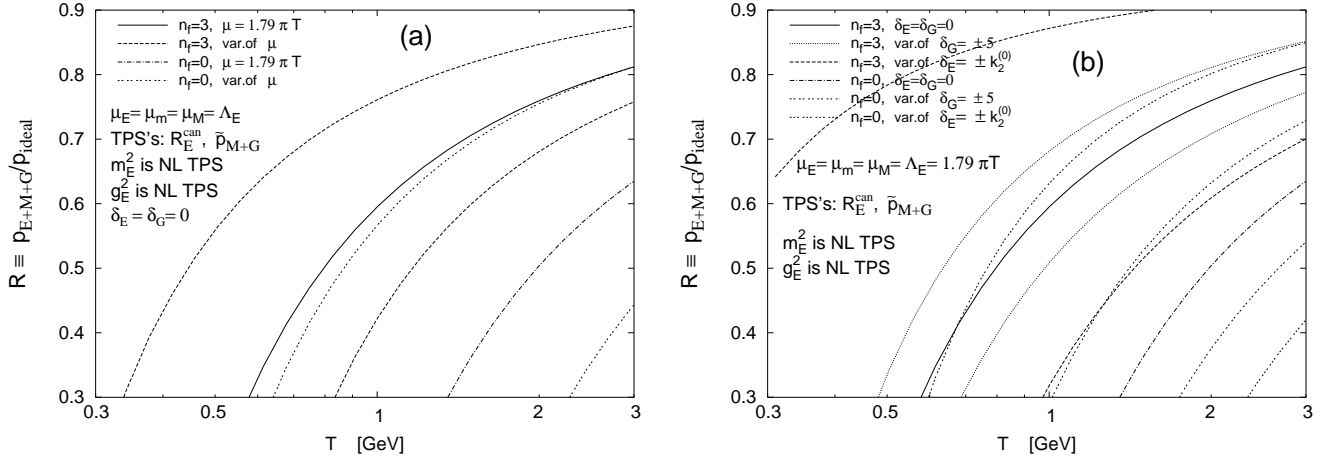 (a)
n_f=3, μ = 1.79 π T
n_f=3, var.of μ
n_f=0, μ = 1.79 π T
n_f=0, var.of μ
μ_E= μ_m= μ_M= Λ_E
TPS's: R_E^can, p̃_M+G
m_E^2 is NL TPS
g_E^2 is NL TPS
δ_E = δ_G= 0
R ≡ p_E+M+G/p_ideal
0.9
0.8
0.7
0.6
0.5
0.4
0.3
0.3 0.5 1 2 3
T [GeV]
(b)
n_f=3, δ_E=δ_G=0
n_f=3, var.of δ_G= ±5
n_f=3, var.of δ_E= ± k_2^(0)
n_f=0, δ_E=δ_G=0
n_f=0, var.of δ_G= ±5
n_f=0, var.of δ_E= ± k_2^(0)
μ_E= μ_m= μ_M= Λ_E= 1.79 πT
TPS's: R_E^can, p̃_M+G
m_E^2 is NL TPS
g_E^2 is NL TPS
R ≡ p_E+M+G/p_ideal
0.9
0.8
0.7
0.6
0.5
0.4
0.3
0.3 0.5 1 2 3
T [GeV]